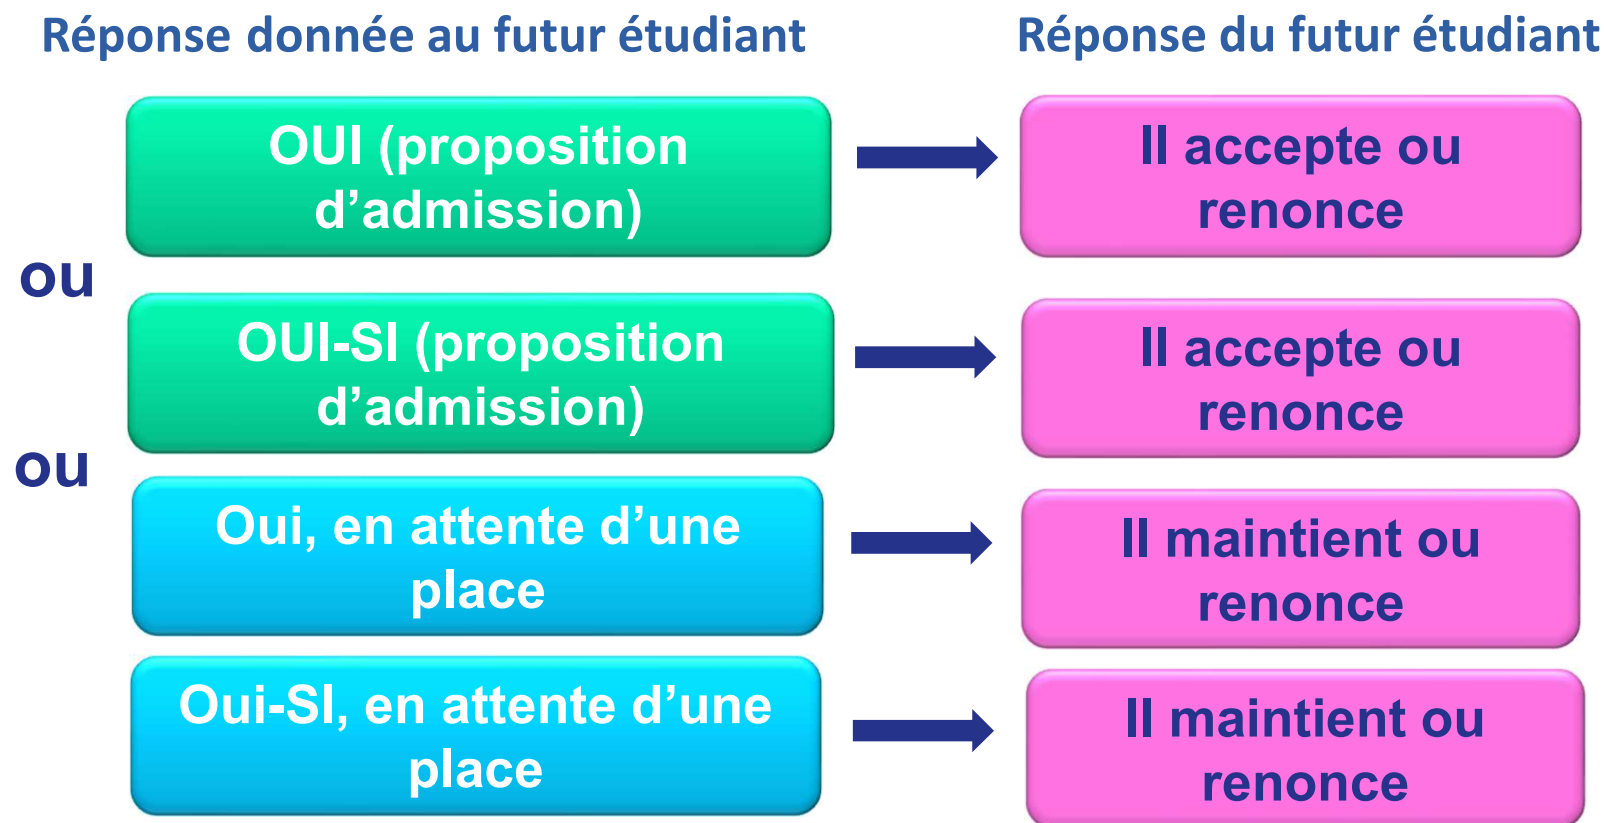 Réponse donnée au futur étudiant
Réponse du futur étudiant
OUI (proposition
d’admission)
Il accepte ou
renonce
ou
OUI-SI (proposition
d’admission)
Il accepte ou
renonce
ou
Oui, en attente d’une
place
Il maintient ou
renonce
Oui-SI, en attente d’une
place
Il maintient ou
renonce